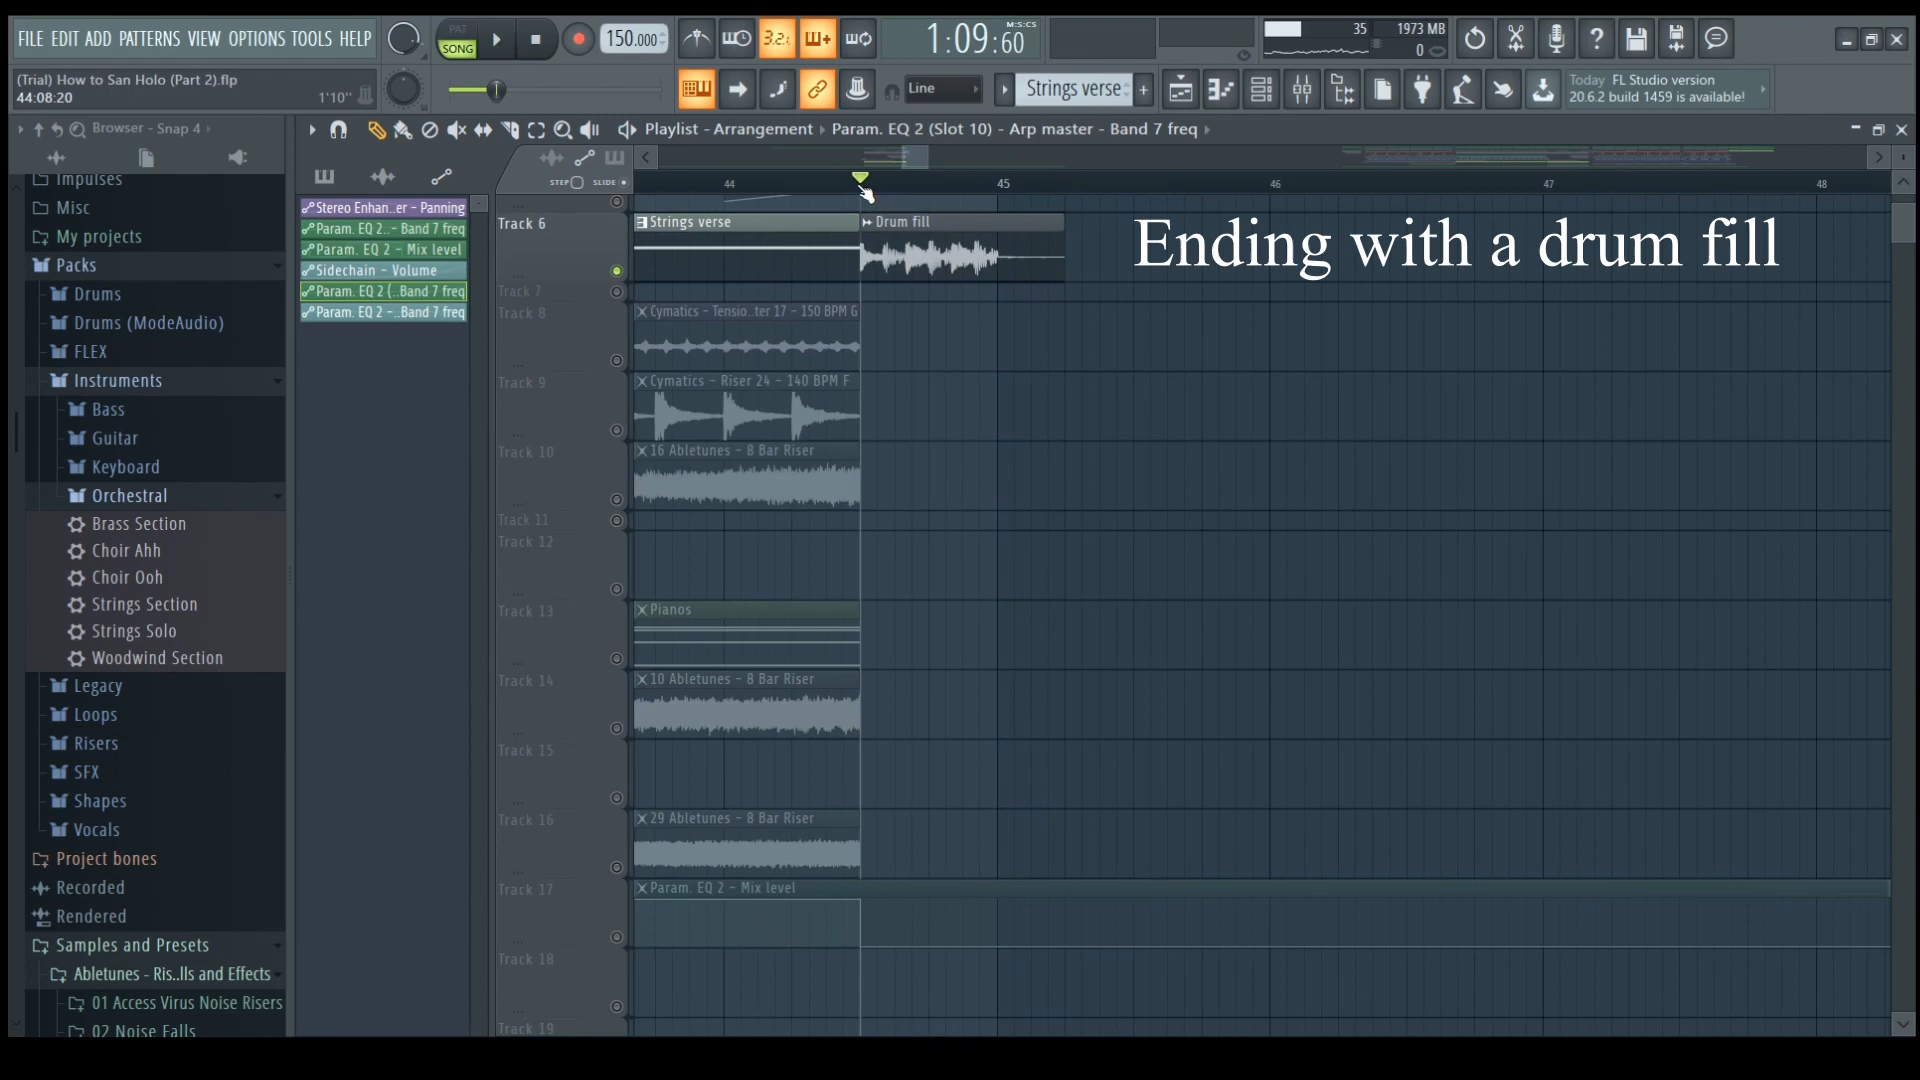 FILE EDIT ADD PATTERNS VIEW OPTIONS TOOLS HELP
PAT
SONG
150.000
3.2.
M:S:CS
1:09:60
35
1973 MB
0
(Trial) How to San Holo (Part 2).flp
44:08:20
1'10"
Line
Strings verse
Today FL Studio version
20.6.2 build 1459 is available!
Browser - Snap 4
Playlist - Arrangement
Param. EQ 2 (Slot 10) - Arp master - Band 7 freq
STEP
SLIDE
44
45
46
47
48
Impulses
Misc
My projects
Packs
Drums
Drums (ModeAudio)
FLEX
Instruments
Bass
Guitar
Keyboard
Orchestral
Brass Section
Choir Ahh
Choir Ooh
Strings Section
Strings Solo
Woodwind Section
Legacy
Loops
Risers
SFX
Shapes
Vocals
Project bones
Recorded
Rendered
Samples and Presets
Abletunes - Ris..lls and Effects
01 Access Virus Noise Risers
02 Noise Falls
Stereo Enhan..er - Panning
Param. EQ 2..- Band 7 freq
Param. EQ 2 - Mix level
Sidechain - Volume
Param. EQ 2 (..Band 7 freq
Param. EQ 2 -..Band 7 freq
Track 6
Strings verse
Drum fill
Ending with a drum fill
Track 7
Track 8
Cymatics - Tensio..ter 17 - 150 BPM G
Track 9
Cymatics - Riser 24 - 140 BPM F
Track 10
16 Abletunes - 8 Bar Riser
Track 11
Track 12
Track 13
Pianos
Track 14
10 Abletunes - 8 Bar Riser
Track 15
Track 16
29 Abletunes - 8 Bar Riser
Track 17
Param. EQ 2 - Mix level
Track 18
Track 19